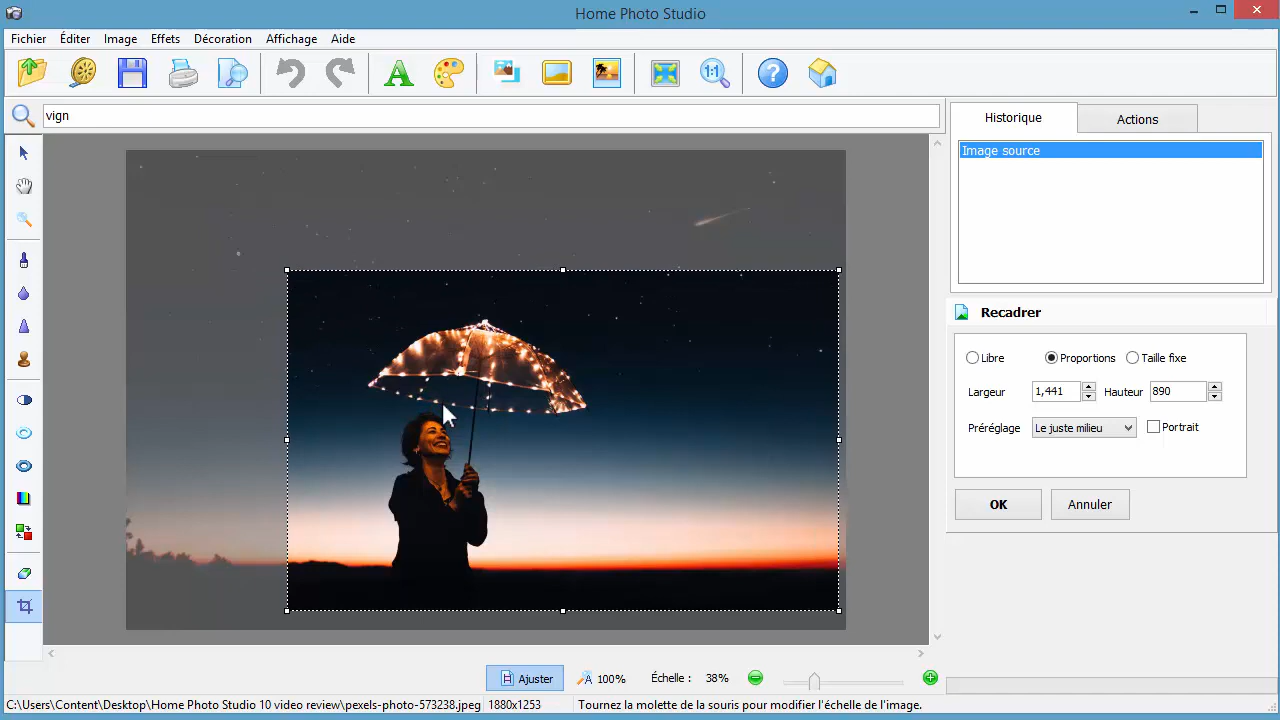 Home Photo Studio
Fichier Éditer Image Effets Décoration Affichage Aide
vign
Historique Actions
Image source
Recadrer
Libre Proportions Taille fixe
Largeur 1,441 Hauteur 890
Préréglage Le juste milieu Portrait
OK Annuler
Ajuster 100% Échelle : 38%
C:\Users\Content\Desktop\Home Photo Studio 10 video review\pexels-photo-573238.jpeg 1880x1253 Tournez la molette de la souris pour modifier l'échelle de l'image.